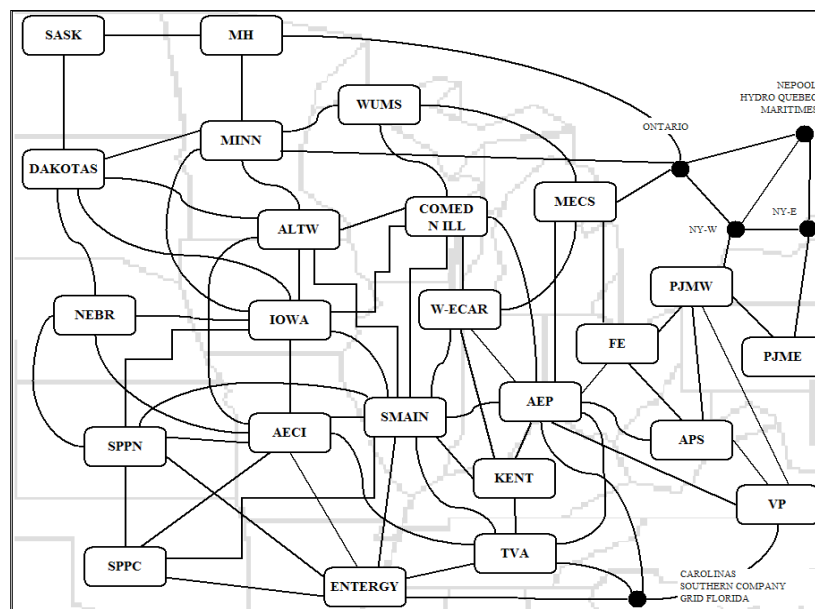 SASK
MH
WUMS
NEPOOL
HYDRO QUEBEC
MARITIMES
ONTARIO
MINN
DAKOTAS
MECS
COMED
N ILL
ALTW
NY-W
NY-E
PJMW
NEBR
IOWA
W-ECAR
FE
PJME
AEP
SMAIN
AECI
SPPN
APS
KENT
VP
TVA
SPPC
ENTERGY
CAROLINAS
SOUTHERN COMPANY
GRID FLORIDA